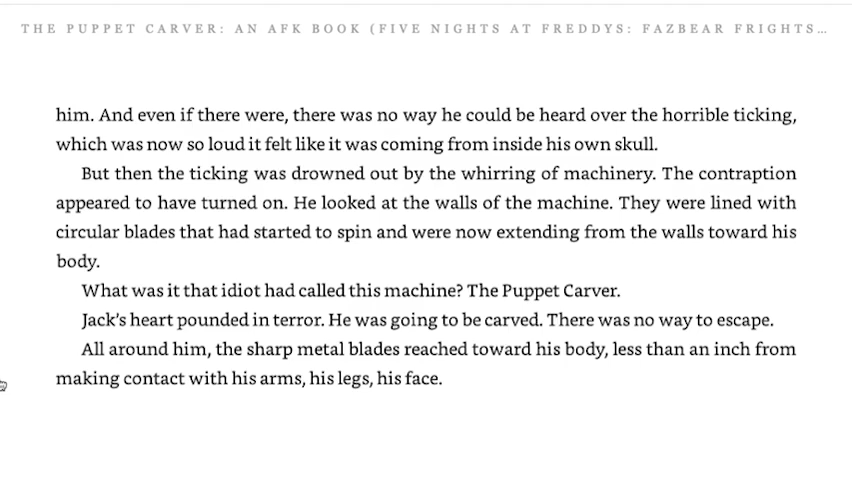 THE PUPPET CARVER: AN AFK BOOK (FIVE NIGHTS AT FREDDYS: FAZBEAR FRIGHTS...
him. And even if there were, there was no way he could be heard over the horrible ticking,
which was now so loud it felt like it was coming from inside his own skull.
But then the ticking was drowned out by the whirring of machinery. The contraption
appeared to have turned on. He looked at the walls of the machine. They were lined with
circular blades that had started to spin and were now extending from the walls toward his
body.
What was it that idiot had called this machine? The Puppet Carver.
Jack's heart pounded in terror. He was going to be carved. There was no way to escape.
All around him, the sharp metal blades reached toward his body, less than an inch from
making contact with his arms, his legs, his face.